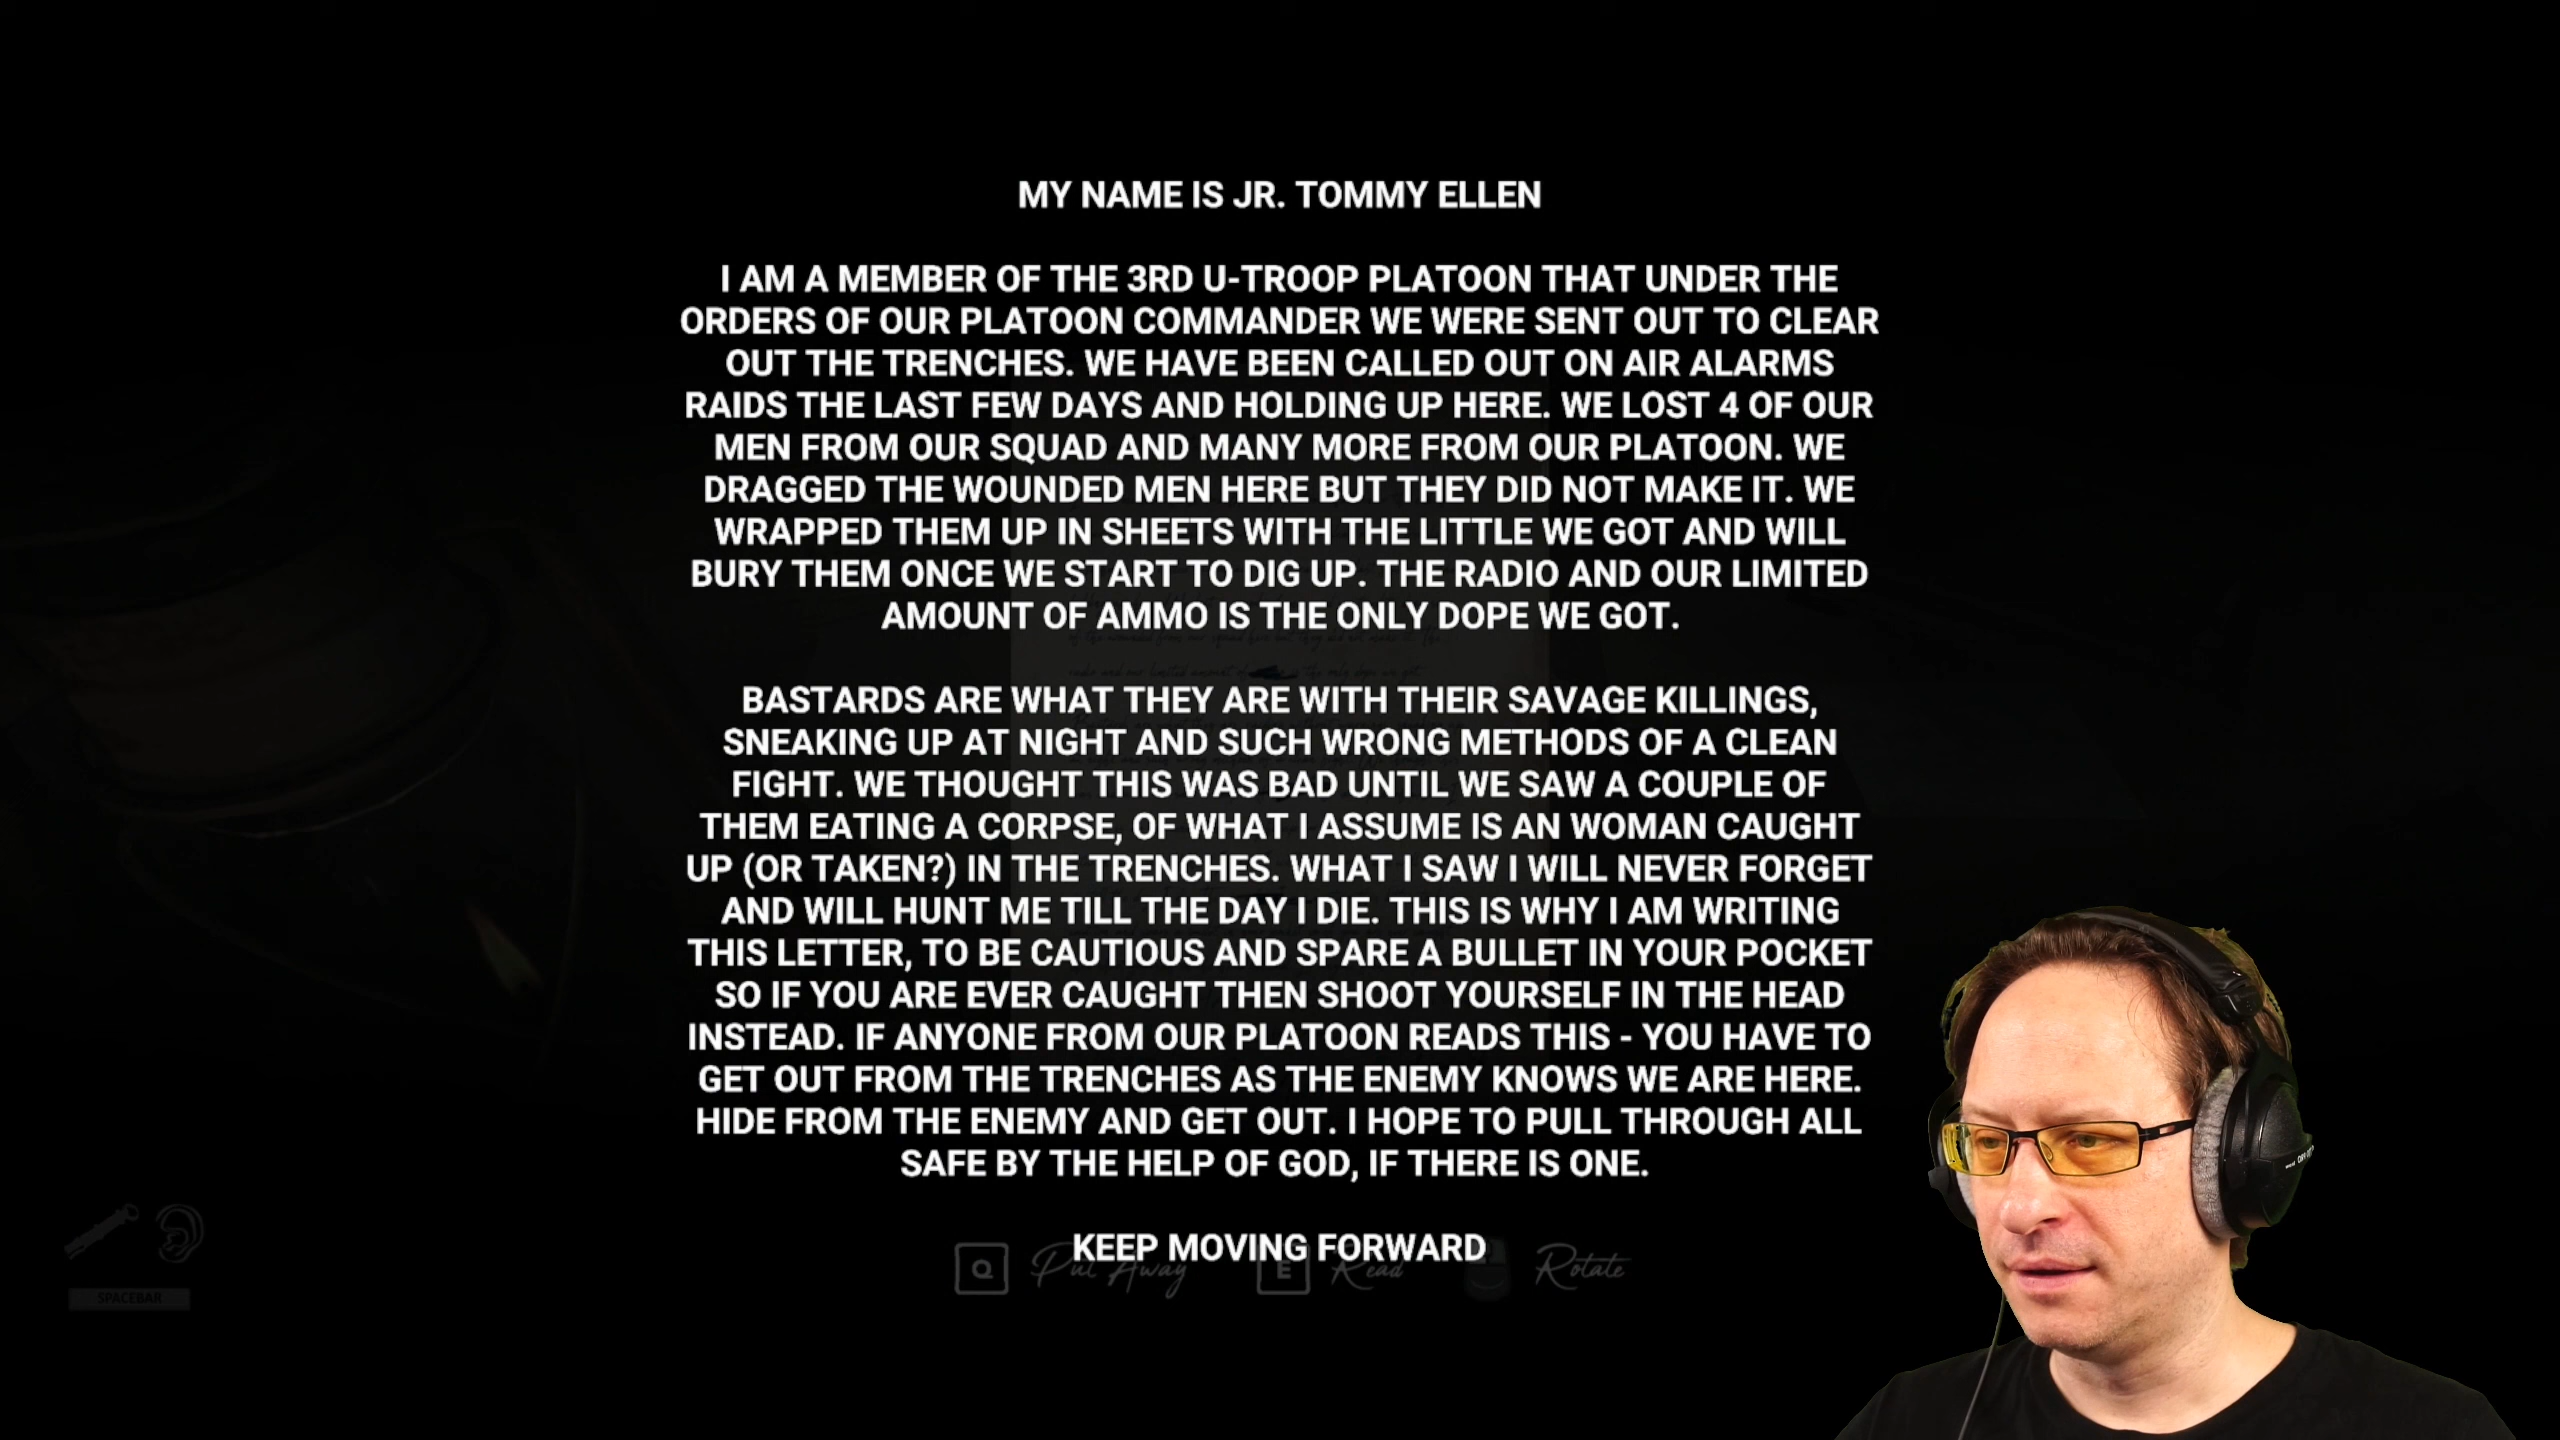 MY NAME IS JR. TOMMY ELLEN
I AM A MEMBER OF THE 3RD U-TROOP PLATOON THAT UNDER THE
ORDERS OF OUR PLATOON COMMANDER WE WERE SENT OUT TO CLEAR
OUT THE TRENCHES. WE HAVE BEEN CALLED OUT ON AIR ALARMS
RAIDS THE LAST FEW DAYS AND HOLDING UP HERE. WE LOST 4 OF OUR
MEN FROM OUR SQUAD AND MANY MORE FROM OUR PLATOON. WE
DRAGGED THE WOUNDED MEN HERE BUT THEY DID NOT MAKE IT. WE
WRAPPED THEM UP IN SHEETS WITH THE LITTLE WE GOT AND WILL
BURY THEM ONCE WE START TO DIG UP. THE RADIO AND OUR LIMITED
AMOUNT OF AMMO IS THE ONLY DOPE WE GOT.
BASTARDS ARE WHAT THEY ARE WITH THEIR SAVAGE KILLINGS,
SNEAKING UP AT NIGHT AND SUCH WRONG METHODS OF A CLEAN
FIGHT. WE THOUGHT THIS WAS BAD UNTIL WE SAW A COUPLE OF
THEM EATING A CORPSE, OF WHAT I ASSUME IS AN WOMAN CAUGHT
UP (OR TAKEN?) IN THE TRENCHES. WHAT I SAW I WILL NEVER FORGET
AND WILL HUNT ME TILL THE DAY I DIE. THIS IS WHY I AM WRITING
THIS LETTER, TO BE CAUTIOUS AND SPARE A BULLET IN YOUR POCKET
SO IF YOU ARE EVER CAUGHT THEN SHOOT YOURSELF IN THE HEAD
INSTEAD. IF ANYONE FROM OUR PLATOON READS THIS - YOU HAVE TO
GET OUT FROM THE TRENCHES AS THE ENEMY KNOWS WE ARE HERE.
HIDE FROM THE ENEMY AND GET OUT. I HOPE TO PULL THROUGH ALL
SAFE BY THE HELP OF GOD, IF THERE IS ONE.
KEEP MOVING FORWARD
Q Put Away E Read Rotate
SPACEBAR